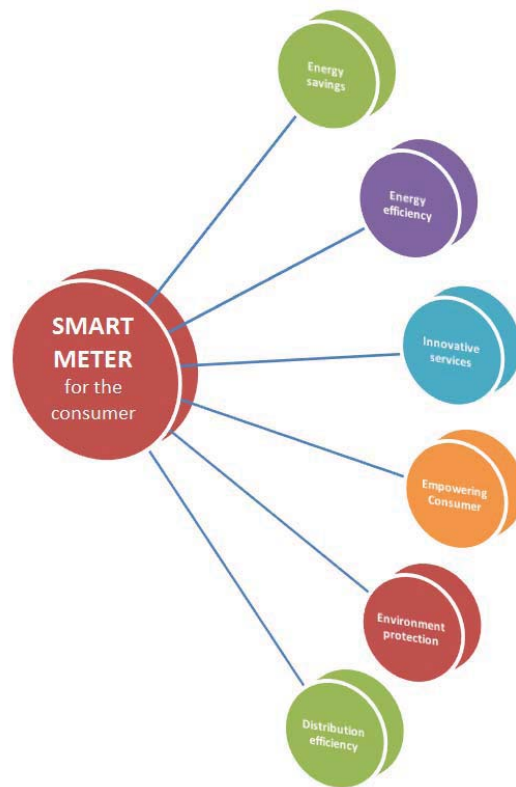 Energy
savings
Energy
efficiency
SMART
METER
for the
consumer
Innovative
services
Empowering
Consumer
Environment
protection
Distribution
efficiency